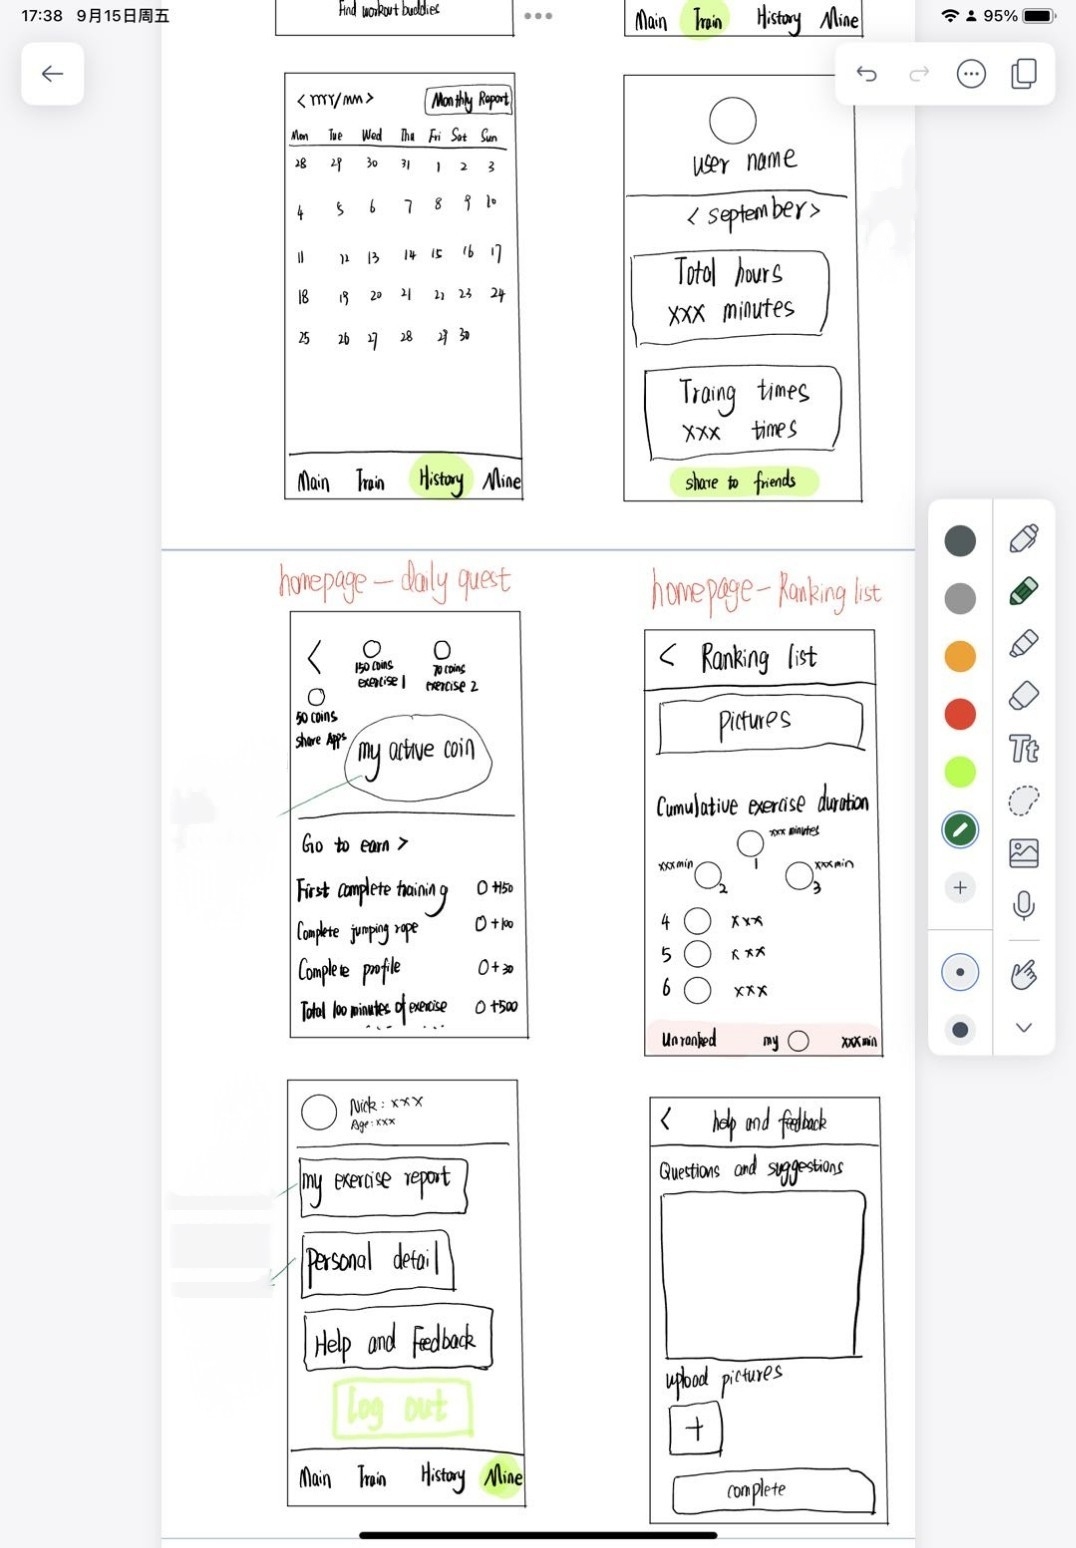 17:38 9月15日周五
95%
Find workout buddies
Main Train History Mine
< mm/nn >
Monthly Report
Mon Tue Wed Thu Fri Sat Sun
28 29 30 31 1 2 3
4 5 6 7 8 9 10
11 12 13 14 15 16 17
18 19 20 21 22 23 24
25 26 27 28 29 30
Main Train History Mine
user name
< september >
Total hours
xxx minutes
Traing times
xxx times
share to friends
homepage — daily quest
<
150 coins
exercise 1
70 coins
exercise 2
50 coins
share Apps
my active coin
Go to earn >
First complete training 0 +150
Complete jumping rope 0 +100
Complete profile 0 + 30
Total 100 minutes of exercise 0 +500
homepage — Ranking list
< Ranking list
pictures
Cumulative exercise duration
xxx minutes
1
xxx min
2
xxx min
3
4 xxx
5 xxx
6 xxx
Unranked my xxx min
Nick : xxx
Age : xxx
my exercise report
personal detail
Help and Feedback
log out
Main Train History Mine
< help and feedback
Questions and suggestions
upload pictures
+
complete
Tt